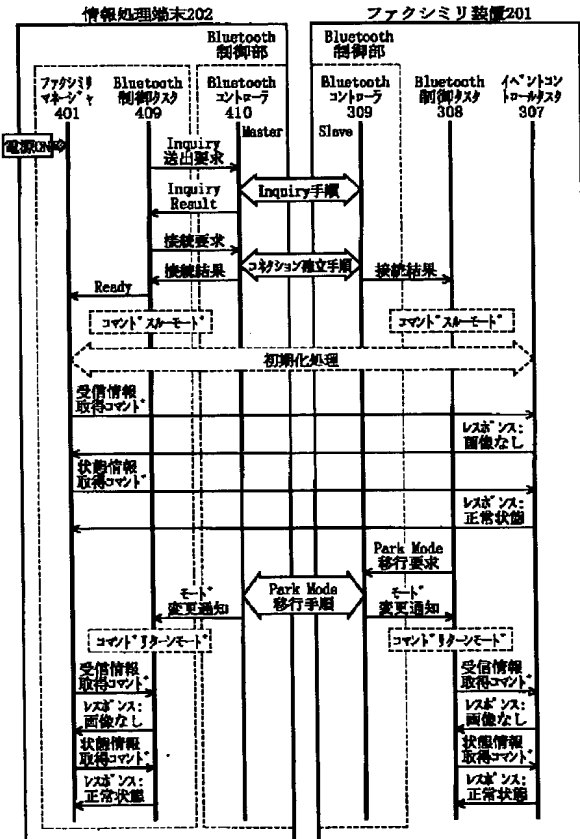 情報処理端末202
ファクシミリ装置201
Bluetooth
制御部
Bluetooth
制御部
ファクシミリ
マネージャ
401
Bluetooth
制御タスク
409
Bluetooth
コントローラ
410
Bluetooth
コントローラ
309
Bluetooth
制御タスク
308
イベントコン
トロールタスク
307
Master
Slave
電源ON
Inquiry
送出要求
Inquiry手順
Inquiry
Result
接続要求
コネクション確立手順
接続結果
接続結果
Ready
コマンドスルーモード
コマンドスルーモード
初期化処理
受信情報
取得コマンド
レスポンス:
画像なし
状態情報
取得コマンド
レスポンス:
正常状態
Park Mode
移行要求
Park Mode
移行手順
モード
変更通知
モード
変更通知
コマンドリターンモード
コマンドリターンモード
受信情報
取得コマンド
受信情報
取得コマンド
レスポンス:
画像なし
レスポンス:
画像なし
状態情報
取得コマンド
状態情報
取得コマンド
レスポンス:
正常状態
レスポンス:
正常状態